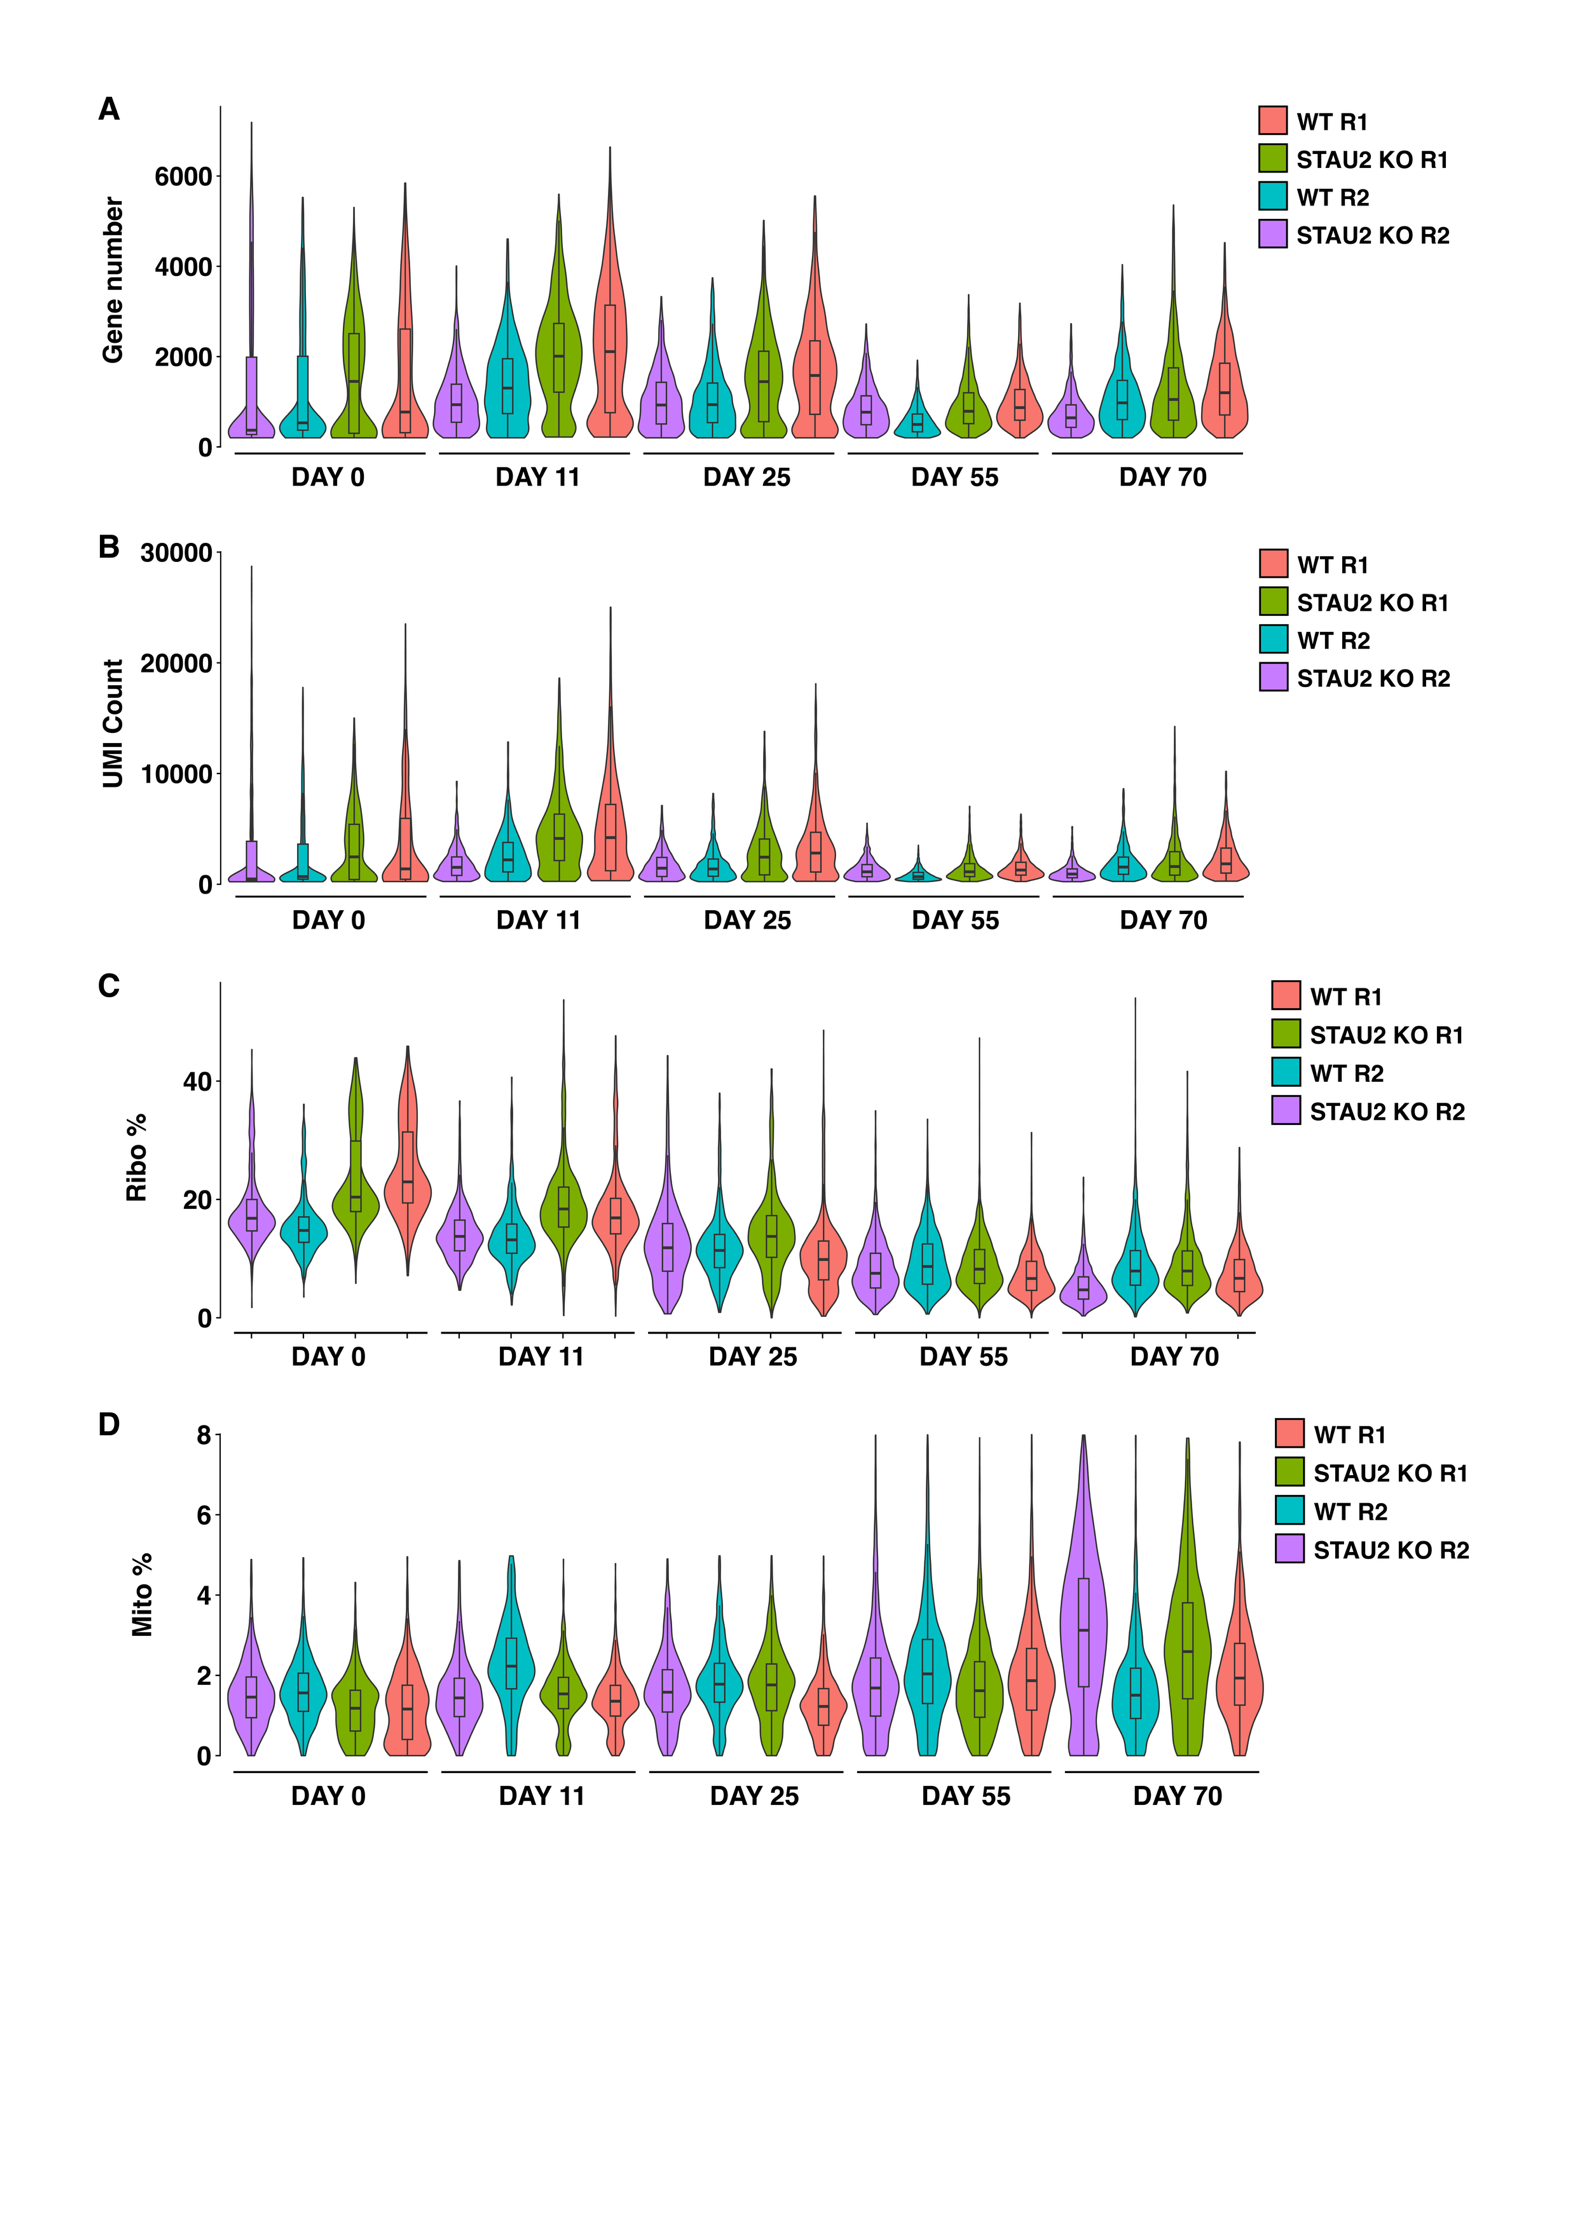 A
Gene number
6000
4000
2000
0
DAY 0 DAY 11 DAY 25 DAY 55 DAY 70
WT R1
STAU2 KO R1
WT R2
STAU2 KO R2
B
UMI Count
30000
20000
10000
0
DAY 0 DAY 11 DAY 25 DAY 55 DAY 70
WT R1
STAU2 KO R1
WT R2
STAU2 KO R2
C
Ribo %
40
20
0
DAY 0 DAY 11 DAY 25 DAY 55 DAY 70
WT R1
STAU2 KO R1
WT R2
STAU2 KO R2
D
Mito %
8
6
4
2
0
DAY 0 DAY 11 DAY 25 DAY 55 DAY 70
WT R1
STAU2 KO R1
WT R2
STAU2 KO R2